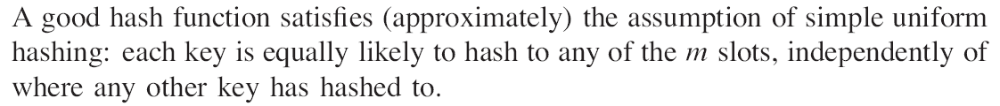 A good hash function satisfies (approximately) the assumption of simple uniform
hashing: each key is equally likely to hash to any of the m slots, independently of
where any other key has hashed to.